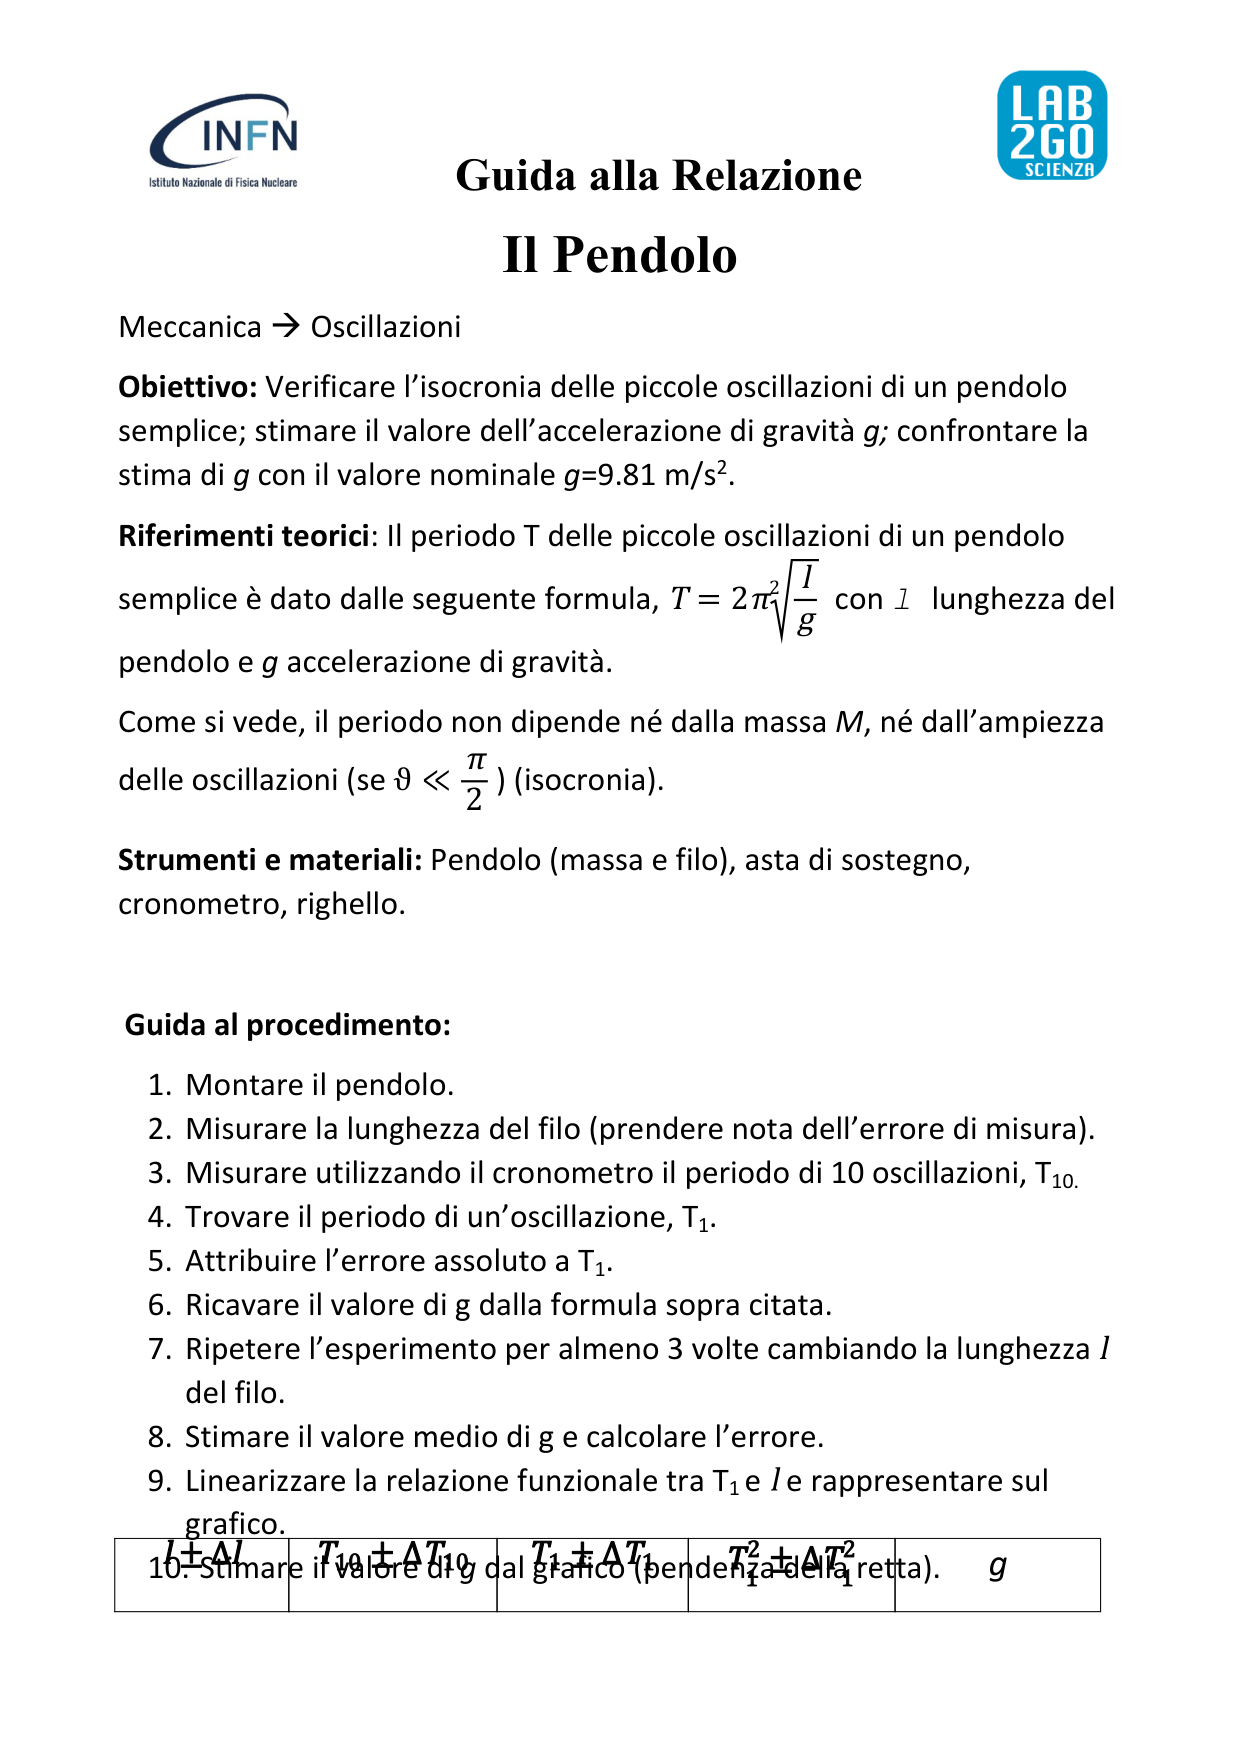 INFN
Istituto Nazionale di Fisica Nucleare
LAB
2GO
SCIENZA
Guida alla Relazione
Il Pendolo
Meccanica → Oscillazioni
Obiettivo: Verificare l’isocronia delle piccole oscillazioni di un pendolo
semplice; stimare il valore dell’accelerazione di gravità g; confrontare la
stima di g con il valore nominale g=9.81 m/s².
Riferimenti teorici: Il periodo T delle piccole oscillazioni di un pendolo
semplice è dato dalle seguente formula, T = 2π ²√(l/g) con l lunghezza del
pendolo e g accelerazione di gravità.
Come si vede, il periodo non dipende né dalla massa M, né dall’ampiezza
delle oscillazioni (se ϑ ≪ π/2 ) (isocronia).
Strumenti e materiali: Pendolo (massa e filo), asta di sostegno,
cronometro, righello.
Guida al procedimento:
1. Montare il pendolo.
2. Misurare la lunghezza del filo (prendere nota dell’errore di misura).
3. Misurare utilizzando il cronometro il periodo di 10 oscillazioni, T₁₀.
4. Trovare il periodo di un’oscillazione, T₁.
5. Attribuire l’errore assoluto a T₁.
6. Ricavare il valore di g dalla formula sopra citata.
7. Ripetere l’esperimento per almeno 3 volte cambiando la lunghezza l
del filo.
8. Stimare il valore medio di g e calcolare l’errore.
9. Linearizzare la relazione funzionale tra T₁ e l e rappresentare sul
grafico.
10. Stimare il valore di g dal grafico (pendenza della retta).
l ± Δl T₁₀ ± ΔT₁₀ T₁ ± ΔT₁ T₁² ± ΔT₁² g